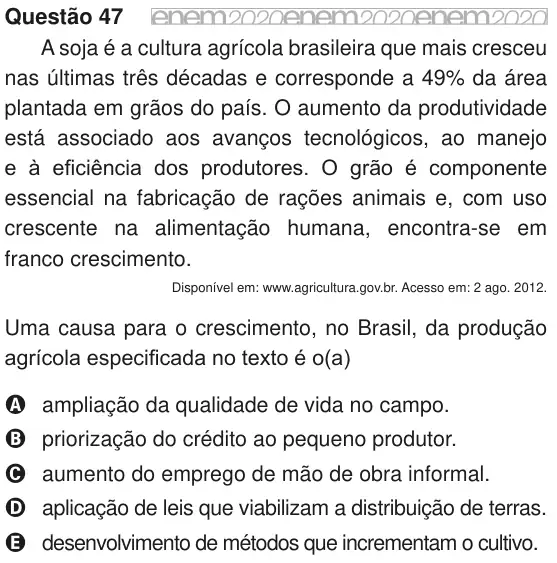 Questão 47 enem2020enem2020enem2020
A soja é a cultura agrícola brasileira que mais cresceu
nas últimas três décadas e corresponde a 49% da área
plantada em grãos do país. O aumento da produtividade
está associado aos avanços tecnológicos, ao manejo
e à eficiência dos produtores. O grão é componente
essencial na fabricação de rações animais e, com uso
crescente na alimentação humana, encontra-se em
franco crescimento.
Disponível em: www.agricultura.gov.br. Acesso em: 2 ago. 2012.
Uma causa para o crescimento, no Brasil, da produção
agrícola especificada no texto é o(a)
A ampliação da qualidade de vida no campo.
B priorização do crédito ao pequeno produtor.
C aumento do emprego de mão de obra informal.
D aplicação de leis que viabilizam a distribuição de terras.
E desenvolvimento de métodos que incrementam o cultivo.